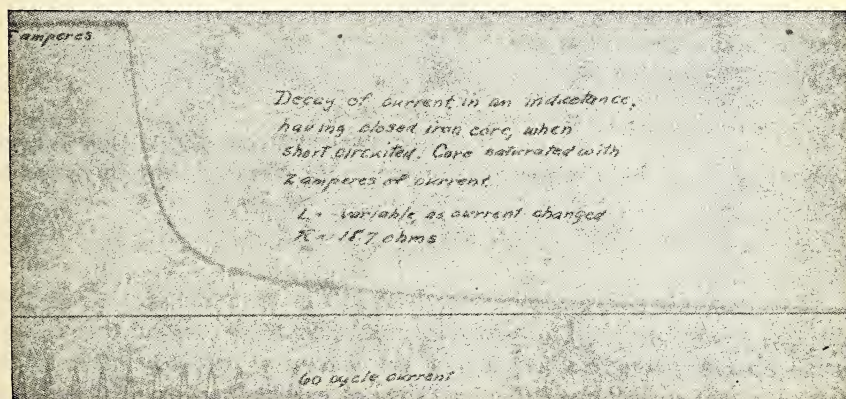 amperes
Decay of current in an inductance,
having closed iron core, when
short circuited. Core saturated with
2 amperes of current
L = variable, as current changed
R = 18.7 ohms
60 cycle current